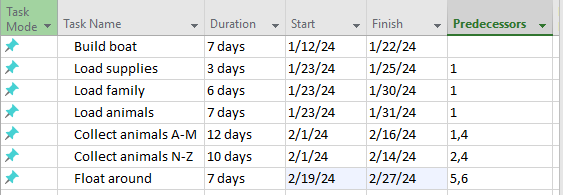 Task Mode Task Name Duration Start Finish Predecessors
Build boat 7 days 1/12/24 1/22/24
Load supplies 3 days 1/23/24 1/25/24 1
Load family 6 days 1/23/24 1/30/24 1
Load animals 7 days 1/23/24 1/31/24 1
Collect animals A-M 12 days 2/1/24 2/16/24 1,4
Collect animals N-Z 10 days 2/1/24 2/14/24 2,4
Float around 7 days 2/19/24 2/27/24 5,6